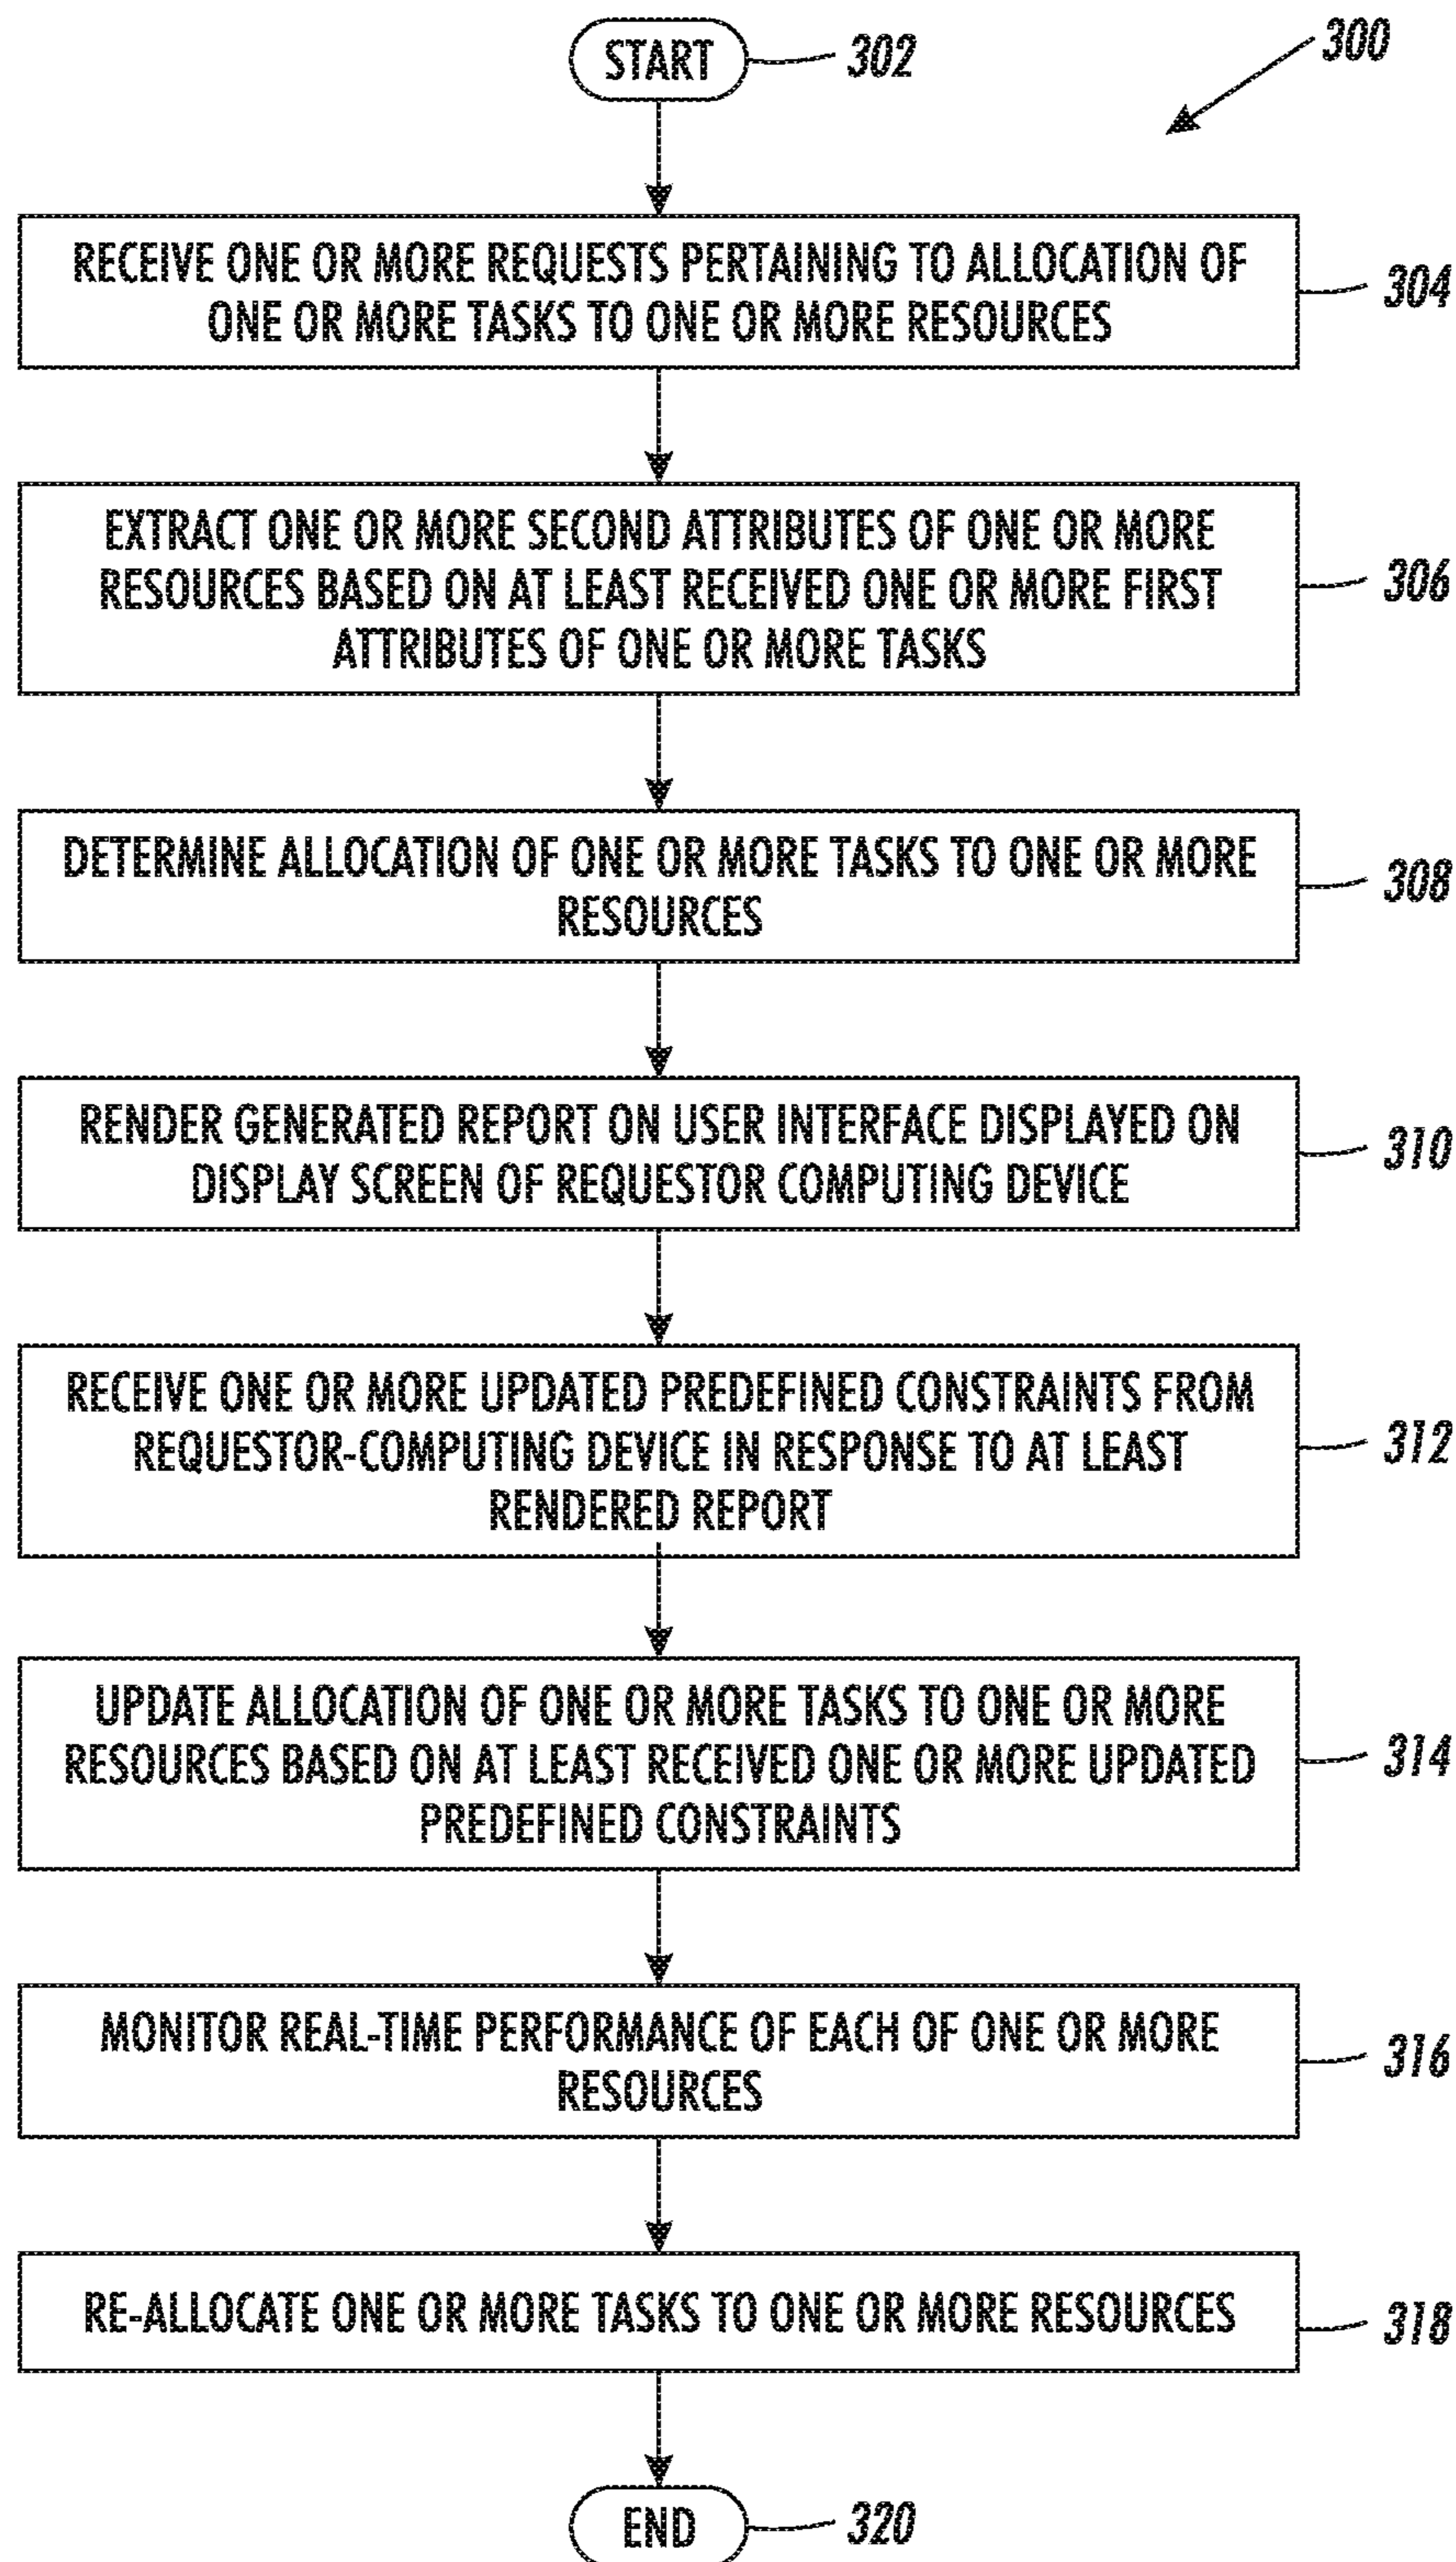 START
302
300
RECEIVE ONE OR MORE REQUESTS PERTAINING TO ALLOCATION OF
ONE OR MORE TASKS TO ONE OR MORE RESOURCES
304
EXTRACT ONE OR MORE SECOND ATTRIBUTES OF ONE OR MORE
RESOURCES BASED ON AT LEAST RECEIVED ONE OR MORE FIRST
ATTRIBUTES OF ONE OR MORE TASKS
306
DETERMINE ALLOCATION OF ONE OR MORE TASKS TO ONE OR MORE
RESOURCES
308
RENDER GENERATED REPORT ON USER INTERFACE DISPLAYED ON
DISPLAY SCREEN OF REQUESTOR COMPUTING DEVICE
310
RECEIVE ONE OR MORE UPDATED PREDEFINED CONSTRAINTS FROM
REQUESTOR-COMPUTING DEVICE IN RESPONSE TO AT LEAST
RENDERED REPORT
312
UPDATE ALLOCATION OF ONE OR MORE TASKS TO ONE OR MORE
RESOURCES BASED ON AT LEAST RECEIVED ONE OR MORE UPDATED
PREDEFINED CONSTRAINTS
314
MONITOR REAL-TIME PERFORMANCE OF EACH OF ONE OR MORE
RESOURCES
316
RE-ALLOCATE ONE OR MORE TASKS TO ONE OR MORE RESOURCES
318
END
320